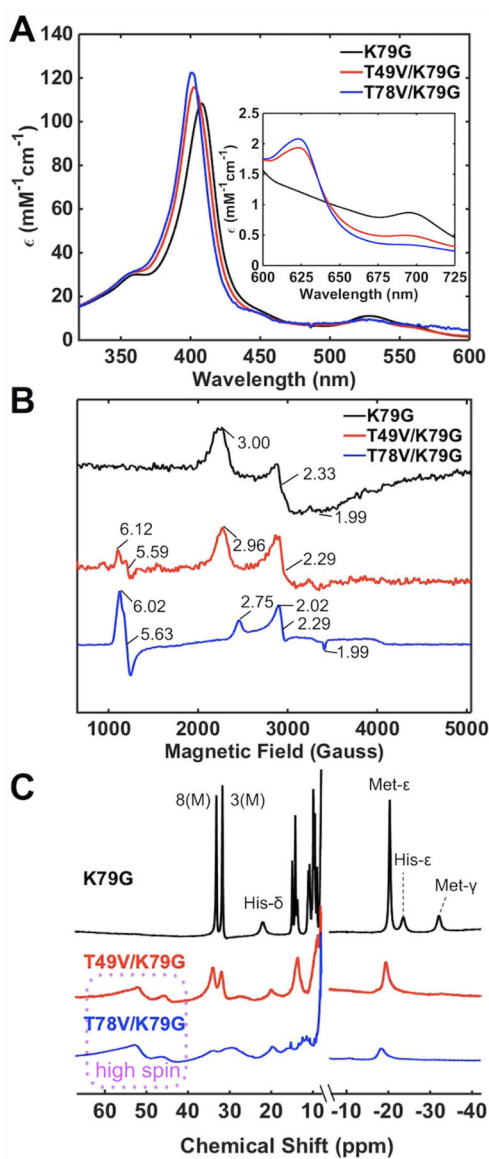 A
ϵ (mM⁻¹cm⁻¹)
140
120
100
80
60
40
20
0
350 400 450 500 550 600
Wavelength (nm)
K79G
T49V/K79G
T78V/K79G
ϵ (mM⁻¹cm⁻¹)
2.5
2
1.5
1
0.5
0
600 625 650 675 700 725
Wavelength (nm)
B
K79G
T49V/K79G
T78V/K79G
3.00
2.33
1.99
6.12
5.59
2.96
2.29
6.02
5.63
2.75
2.02
2.29
1.99
1000 2000 3000 4000 5000
Magnetic Field (Gauss)
C
8(M) 3(M)
Met-ε
His-ε
K79G
His-δ
Met-γ
T49V/K79G
T78V/K79G
high spin
60 50 40 30 20 10 -10 -20 -30 -40
Chemical Shift (ppm)